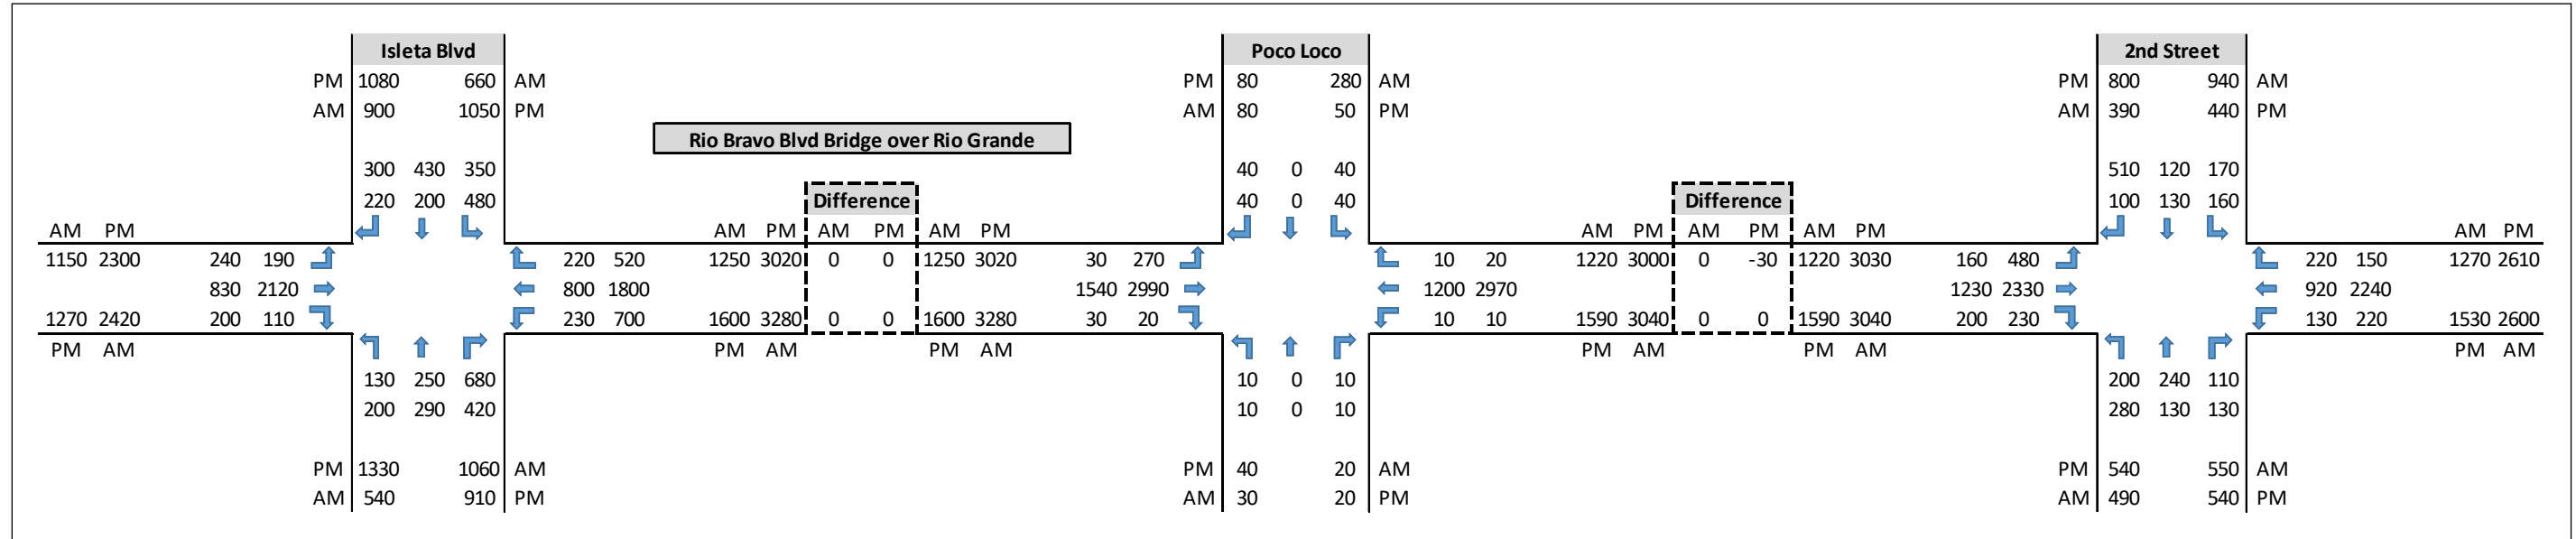 Isleta Blvd Poco Loco 2nd Street
PM 1080 660 AM PM 80 280 AM PM 800 940 AM
AM 900 1050 PM AM 80 50 PM AM 390 440 PM
Rio Bravo Blvd Bridge over Rio Grande
300 430 350 40 0 40 510 120 170
220 200 480 Difference 40 0 40 Difference 100 130 160
AM PM AM PM AM PM AM PM AM PM AM PM AM PM AM PM
1150 2300 240 190 220 520 1250 3020 0 0 1250 3020 30 270 10 20 1220 3000 0 -30 1220 3030 160 480 220 150 1270 2610
830 2120 800 1800 1540 2990 1200 2970 1230 2330 920 2240
1270 2420 200 110 230 700 1600 3280 0 0 1600 3280 30 20 10 10 1590 3040 0 0 1590 3040 200 230 130 220 1530 2600
PM AM PM AM PM AM PM AM PM AM PM AM
130 250 680 10 0 10 200 240 110
200 290 420 10 0 10 280 130 130
PM 1330 1060 AM PM 40 20 AM PM 540 550 AM
AM 540 910 PM AM 30 20 PM AM 490 540 PM